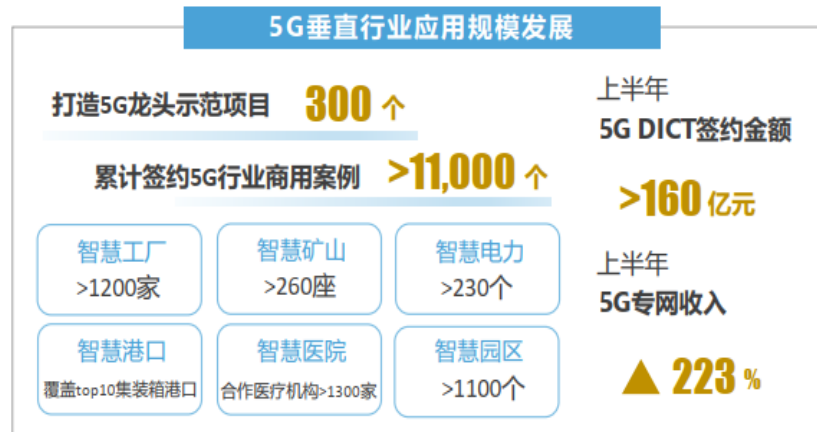 5G垂直行业应用规模发展
打造5G龙头示范项目 300 个
累计签约5G行业商用案例 >11,000 个
智慧工厂
>1200家
智慧矿山
>260座
智慧电力
>230个
智慧港口
覆盖top10集装箱港口
智慧医院
合作医疗机构>1300家
智慧园区
>1100个
上半年
5G DICT签约金额
>160 亿元
上半年
5G专网收入
▲ 223 %